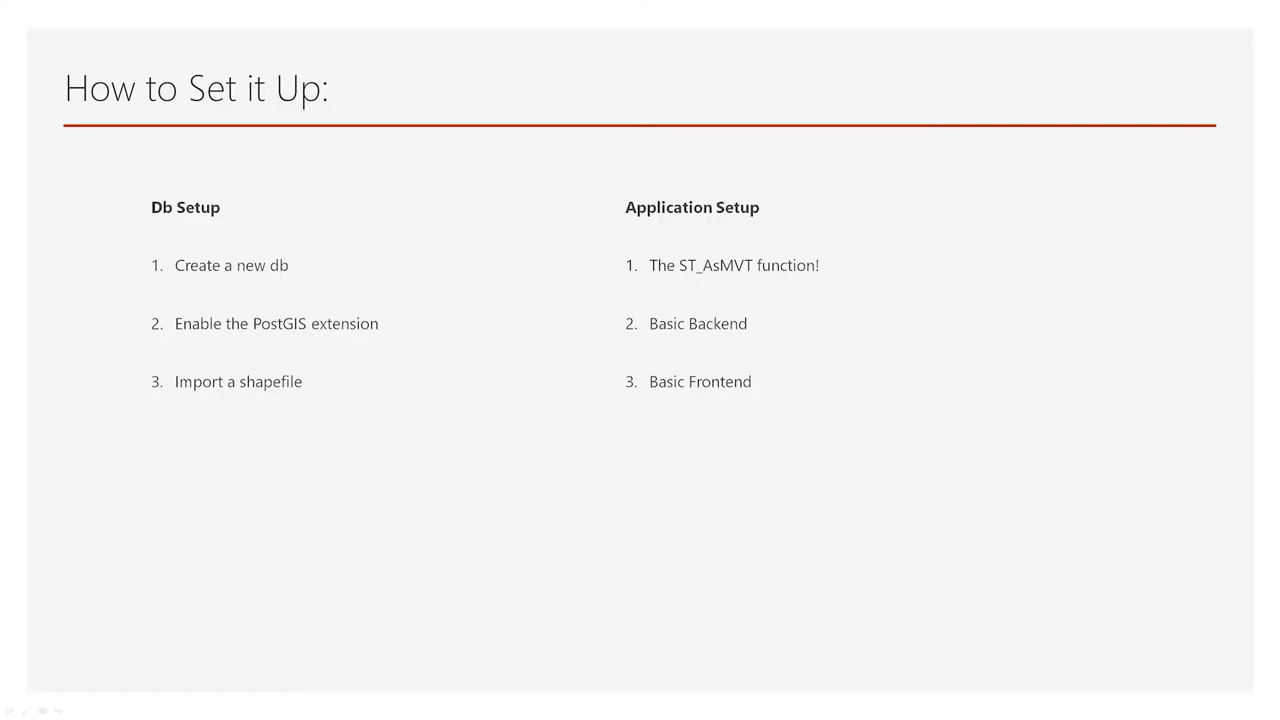 How to Set it Up:
Db Setup
1. Create a new db
2. Enable the PostGIS extension
3. Import a shapefile
Application Setup
1. The ST_AsMVT function!
2. Basic Backend
3. Basic Frontend